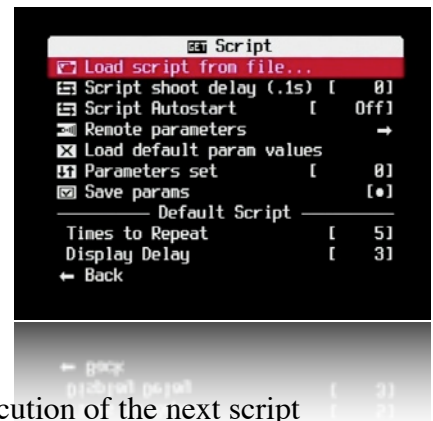 Script
Load script from file...
Script shoot delay (.1s) [ 0]
Script Autostart [ Off]
Remote parameters →
Load default param values
Parameters set [ 0]
Save params [•]
Default Script
Times to Repeat [ 5]
Display Delay [ 3]
← Back
cution of the next script